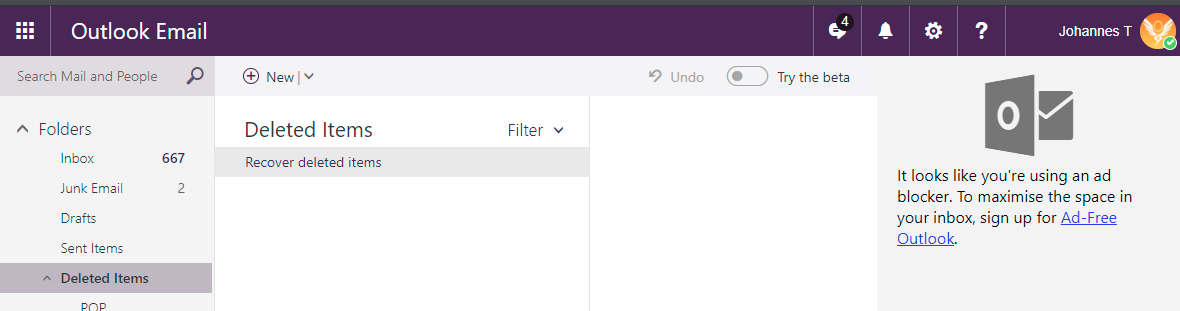 Outlook Email
4
Johannes T
Search Mail and People
New
Undo
Try the beta
Folders
Inbox 667
Junk Email 2
Drafts
Sent Items
Deleted Items
POP
Deleted Items
Filter
Recover deleted items
It looks like you're using an ad
blocker. To maximise the space in
your inbox, sign up for Ad-Free
Outlook.